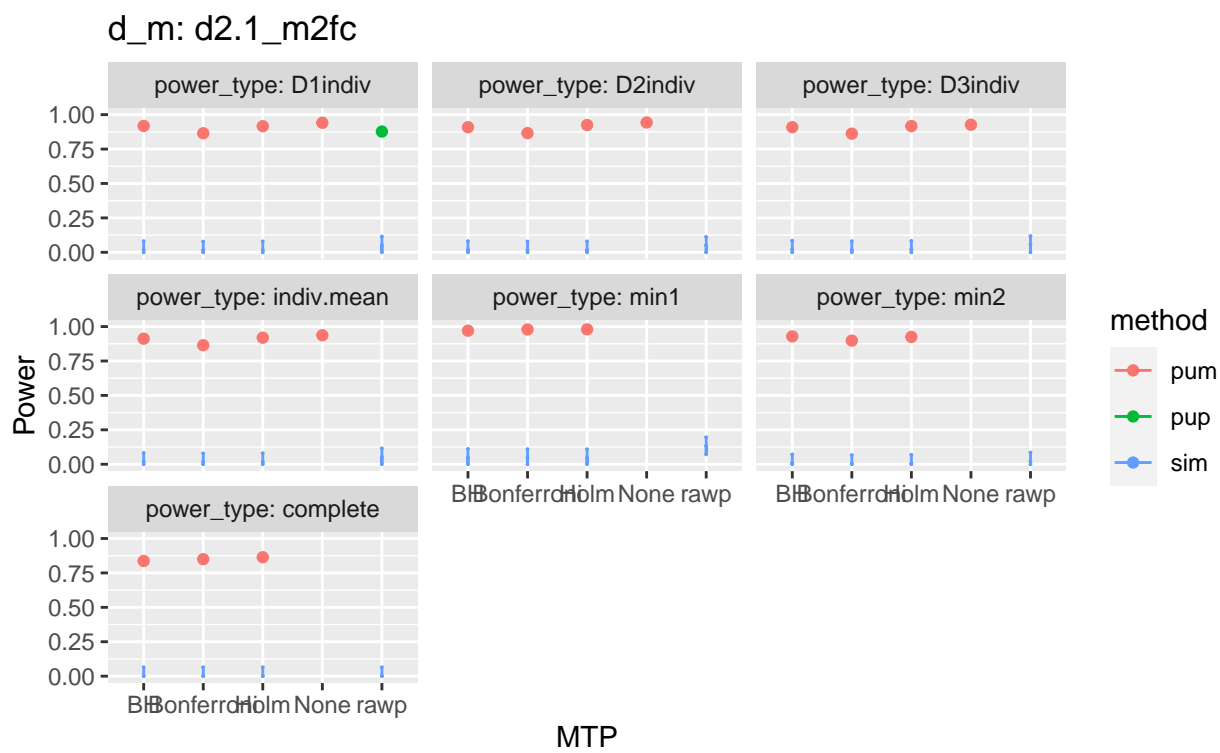 d_m: d2.1_m2fc
power_type: D1indiv power_type: D2indiv power_type: D3indiv
1.00
0.75
0.50
0.25
0.00
power_type: indiv.mean power_type: min1 power_type: min2
1.00
0.75
0.50
0.25
0.00
BH Bonferroni Holm None rawp BH Bonferroni Holm None rawp
power_type: complete
1.00
0.75
0.50
0.25
0.00
BH Bonferroni Holm None rawp
MTP
Power
method
pum
pup
sim